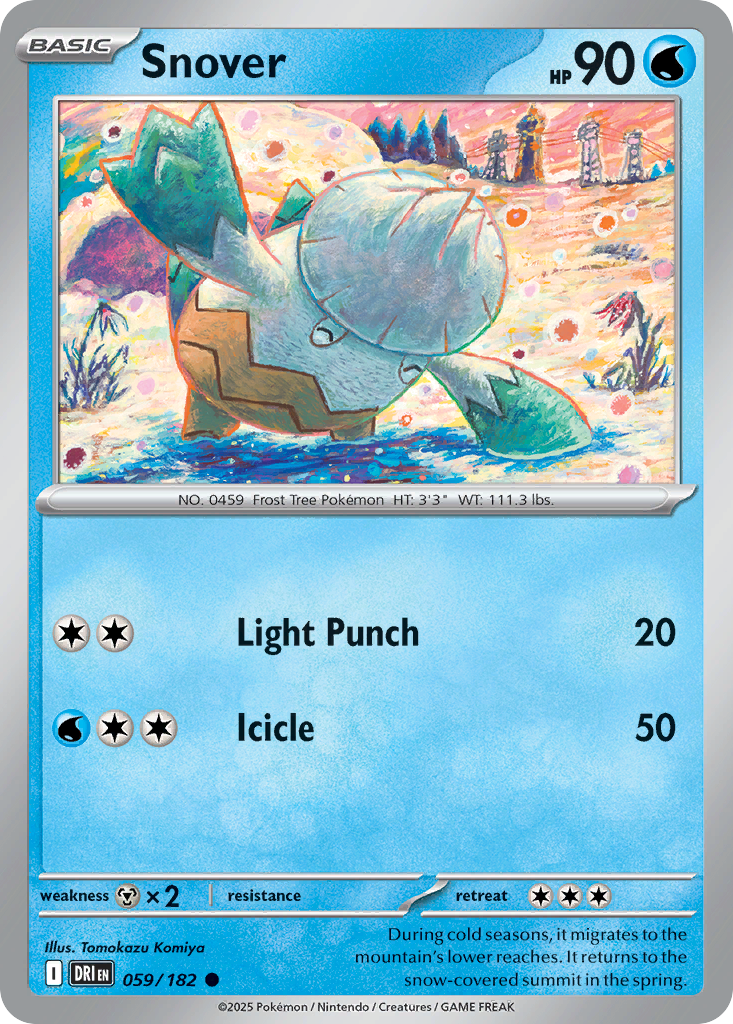 BASIC
Snover
HP 90
NO. 0459 Frost Tree Pokémon HT: 3'3" WT: 111.3 lbs.
Light Punch 20
Icicle 50
weakness ×2 resistance retreat
Illus. Tomokazu Komiya
During cold seasons, it migrates to the
mountain's lower reaches. It returns to the
snow-covered summit in the spring.
I DRI EN 059/182
©2025 Pokémon / Nintendo / Creatures / GAME FREAK